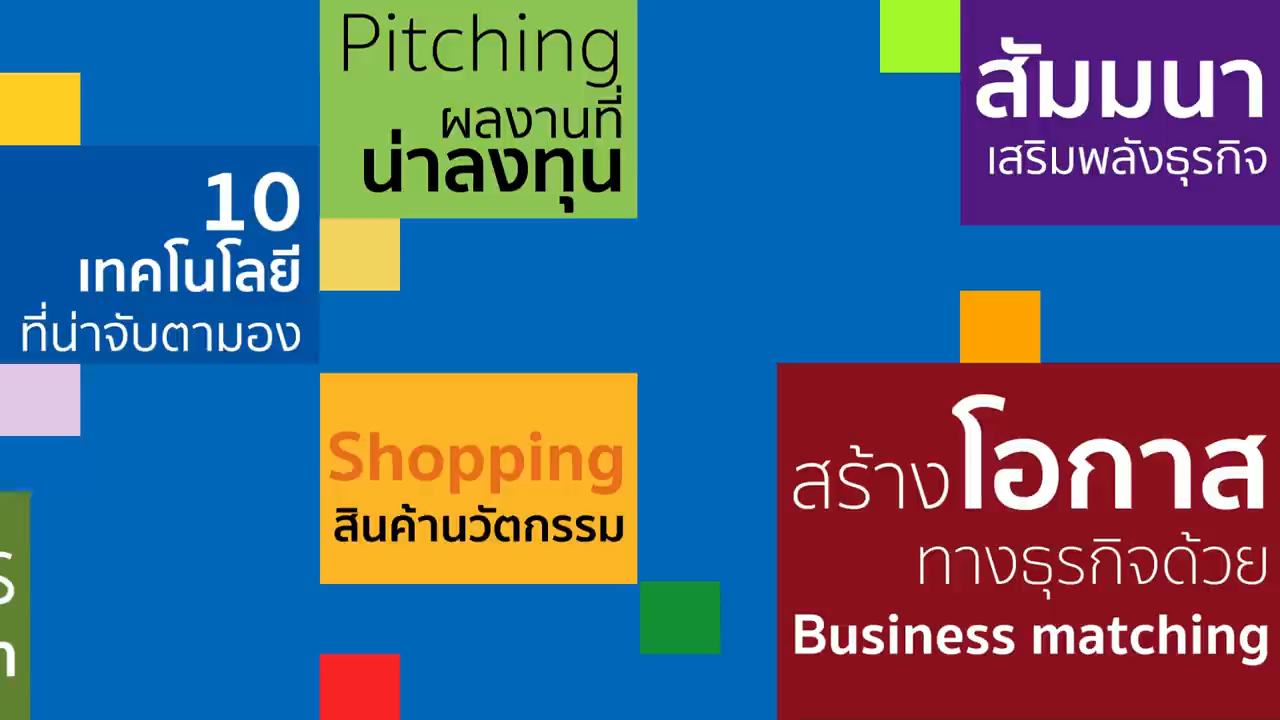 Pitching
ผลงานที่
น่าลงทุน
สัมมนา
เสริมพลังธุรกิจ
10
เทคโนโลยี
ที่น่าจับตามอง
Shopping
สินค้านวัตกรรม
สร้างโอกาส
ทางธุรกิจด้วย
Business matching